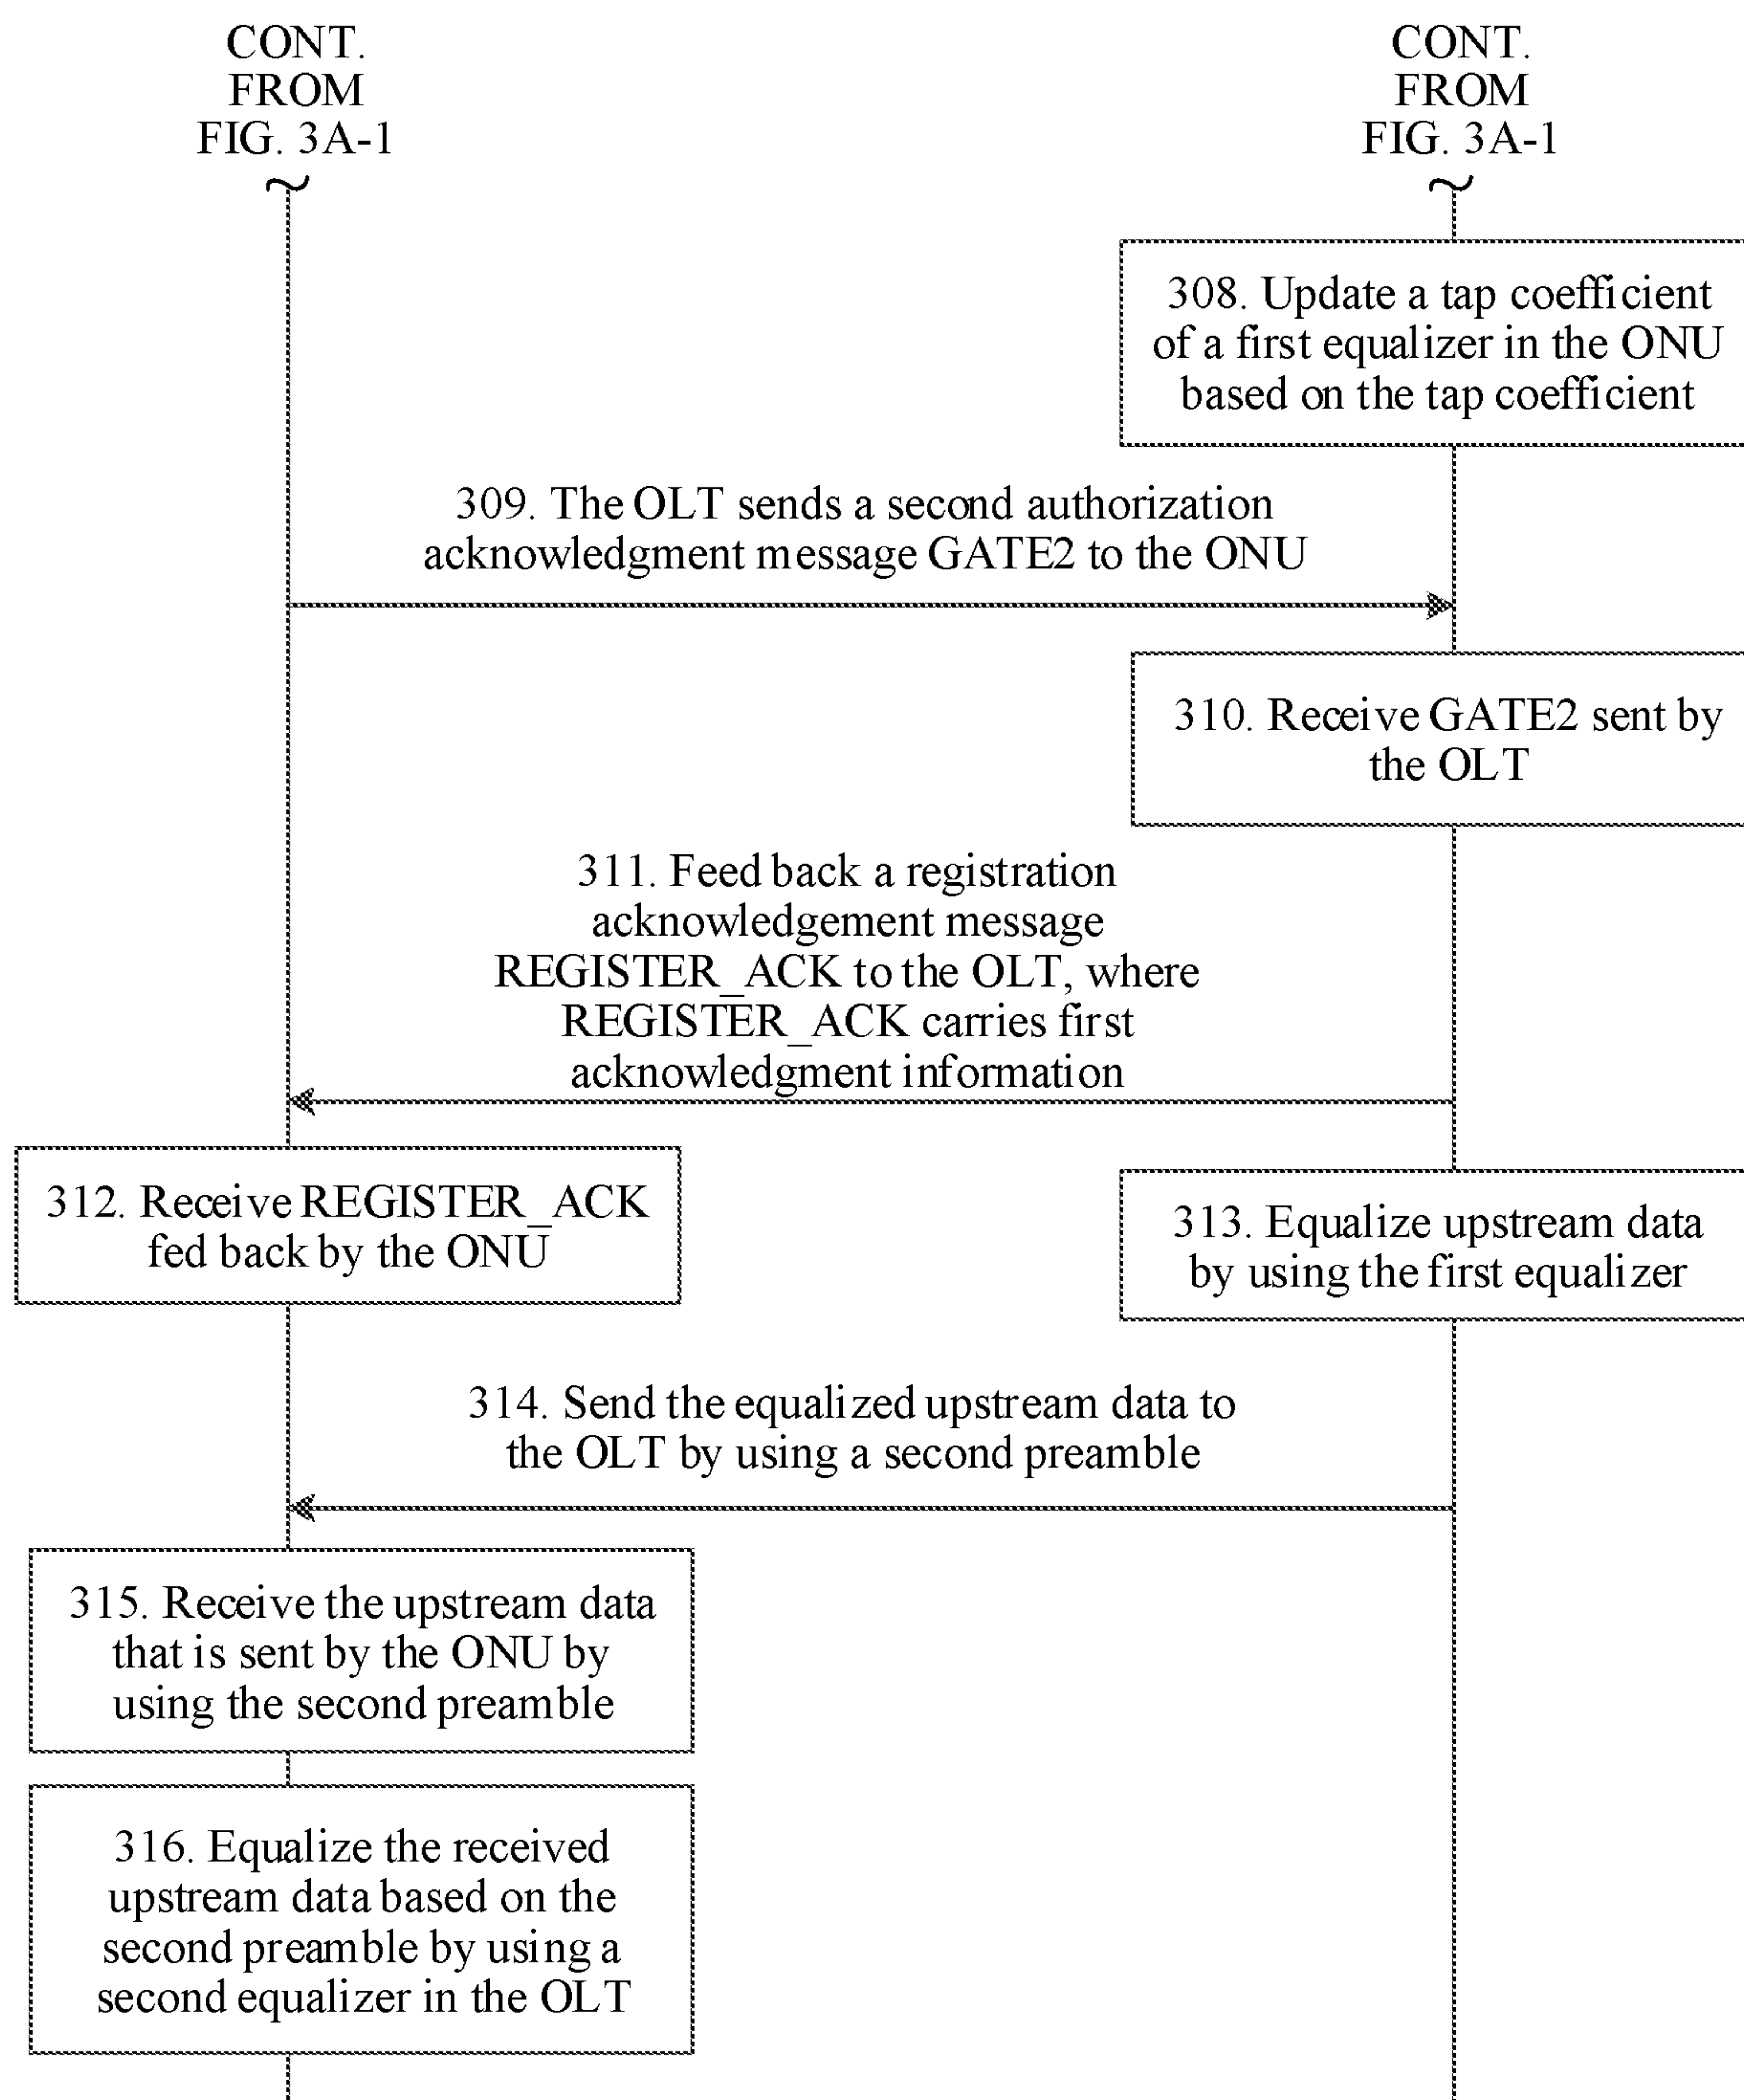 CONT.
FROM
FIG. 3A-1
CONT.
FROM
FIG. 3A-1
308. Update a tap coefficient
of a first equalizer in the ONU
based on the tap coefficient
309. The OLT sends a second authorization
acknowledgment message GATE2 to the ONU
310. Receive GATE2 sent by
the OLT
311. Feed back a registration
acknowledgement message
REGISTER_ACK to the OLT, where
REGISTER_ACK carries first
acknowledgment information
312. Receive REGISTER_ACK
fed back by the ONU
313. Equalize upstream data
by using the first equalizer
314. Send the equalized upstream data to
the OLT by using a second preamble
315. Receive the upstream data
that is sent by the ONU by
using the second preamble
316. Equalize the received
upstream data based on the
second preamble by using a
second equalizer in the OLT